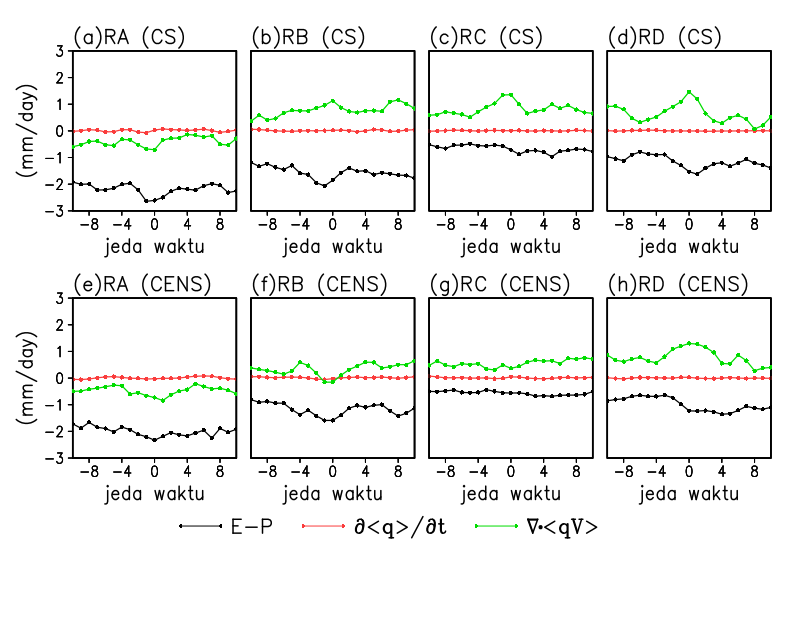 (a)RA (CS) (b)RB (CS) (c)RC (CS) (d)RD (CS)
3
2
1
0
−1
−2
−3
(mm/day)
−8 −4 0 4 8 −8 −4 0 4 8 −8 −4 0 4 8 −8 −4 0 4 8
jeda waktu jeda waktu jeda waktu jeda waktu
(e)RA (CENS) (f)RB (CENS) (g)RC (CENS) (h)RD (CENS)
3
2
1
0
−1
−2
−3
(mm/day)
−8 −4 0 4 8 −8 −4 0 4 8 −8 −4 0 4 8 −8 −4 0 4 8
jeda waktu jeda waktu jeda waktu jeda waktu
E−P ∂<q>/∂t ∇•<qV>